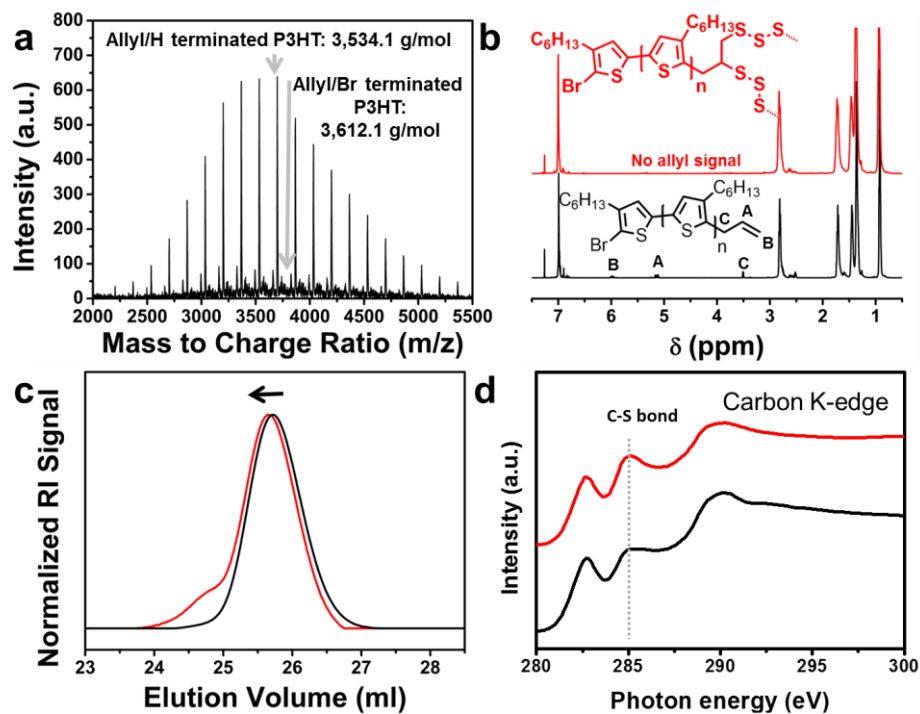 a
Allyl/H terminated P3HT: 3,534.1 g/mol
Allyl/Br terminated
P3HT:
3,612.1 g/mol
800
700
600
500
400
300
200
100
0
Intensity (a.u.)
2000 2500 3000 3500 4000 4500 5000 5500
Mass to Charge Ratio (m/z)
b
C6H13
C6H13
S S S
Br S S n S S
S
No allyl signal
C6H13
C6H13
C A
Br S S n B
B A C
7 6 5 4 3 2 1
δ (ppm)
c
Normalized RI Signal
23 24 25 26 27 28
Elution Volume (ml)
d
C-S bond
Carbon K-edge
Intensity (a.u.)
280 285 290 295 300
Photon energy (eV)